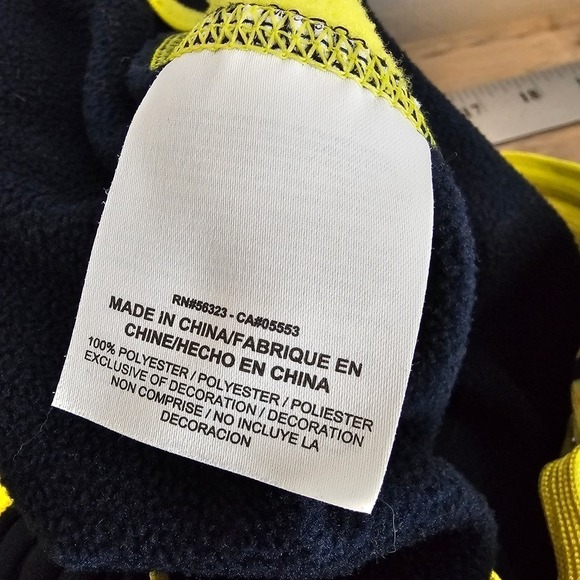 RN#56323 - CA#05553
MADE IN CHINA/FABRIQUE EN
CHINE/HECHO EN CHINA
100% POLYESTER / POLYESTER / POLIESTER
EXCLUSIVE OF DECORATION / DECORATION
NON COMPRISE / NO INCLUYE LA
DECORACION